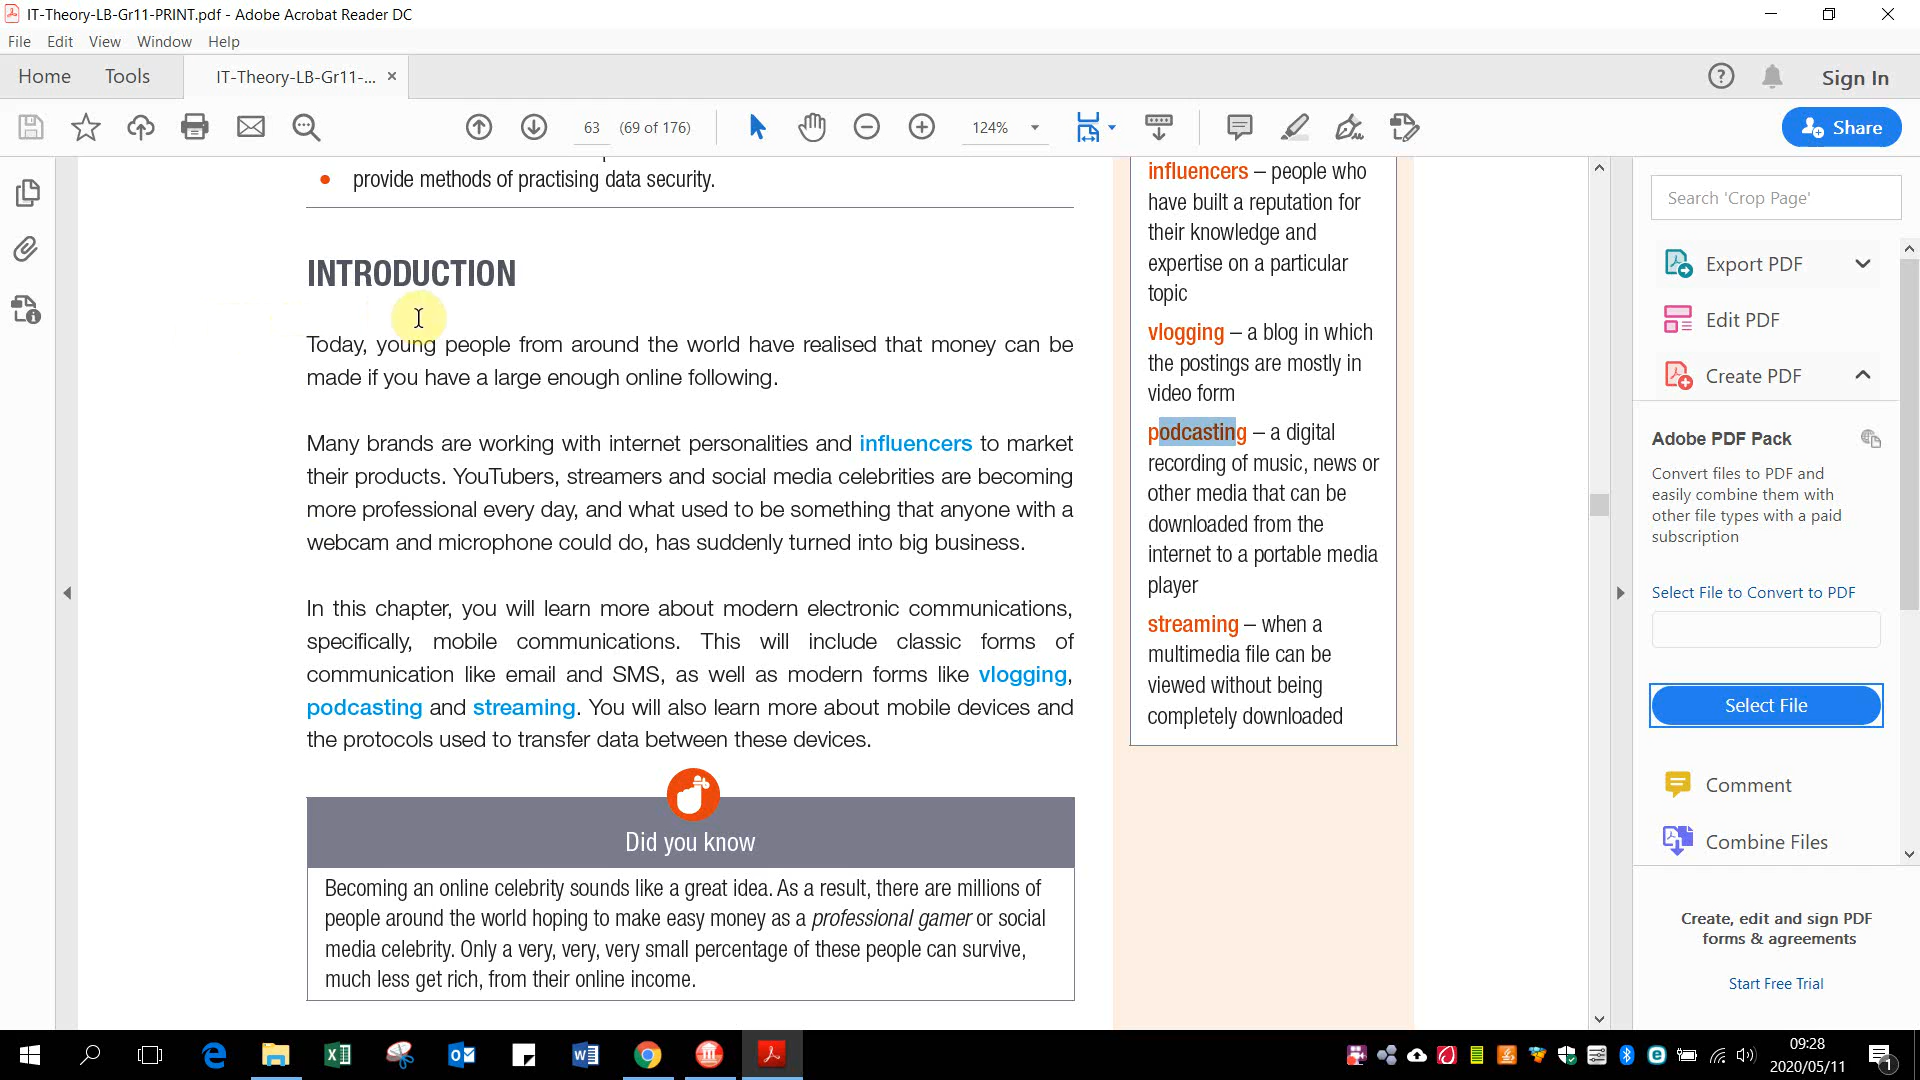 IT-Theory-LB-Gr11-PRINT.pdf - Adobe Acrobat Reader DC
File Edit View Window Help
Home Tools IT-Theory-LB-Gr11-... × Sign In
63 (69 of 176) 124% Share
provide methods of practising data security.
INTRODUCTION
Today, young people from around the world have realised that money can be
made if you have a large enough online following.
Many brands are working with internet personalities and influencers to market
their products. YouTubers, streamers and social media celebrities are becoming
more professional every day, and what used to be something that anyone with a
webcam and microphone could do, has suddenly turned into big business.
In this chapter, you will learn more about modern electronic communications,
specifically, mobile communications. This will include classic forms of
communication like email and SMS, as well as modern forms like vlogging,
podcasting and streaming. You will also learn more about mobile devices and
the protocols used to transfer data between these devices.
Did you know
Becoming an online celebrity sounds like a great idea. As a result, there are millions of
people around the world hoping to make easy money as a professional gamer or social
media celebrity. Only a very, very, very small percentage of these people can survive,
much less get rich, from their online income.
influencers – people who
have built a reputation for
their knowledge and
expertise on a particular
topic
vlogging – a blog in which
the postings are mostly in
video form
podcasting – a digital
recording of music, news or
other media that can be
downloaded from the
internet to a portable media
player
streaming – when a
multimedia file can be
viewed without being
completely downloaded
Search 'Crop Page'
Export PDF
Edit PDF
Create PDF
Adobe PDF Pack
Convert files to PDF and
easily combine them with
other file types with a paid
subscription
Select File to Convert to PDF
Select File
Comment
Combine Files
Create, edit and sign PDF
forms & agreements
Start Free Trial
09:28
2020/05/11
1